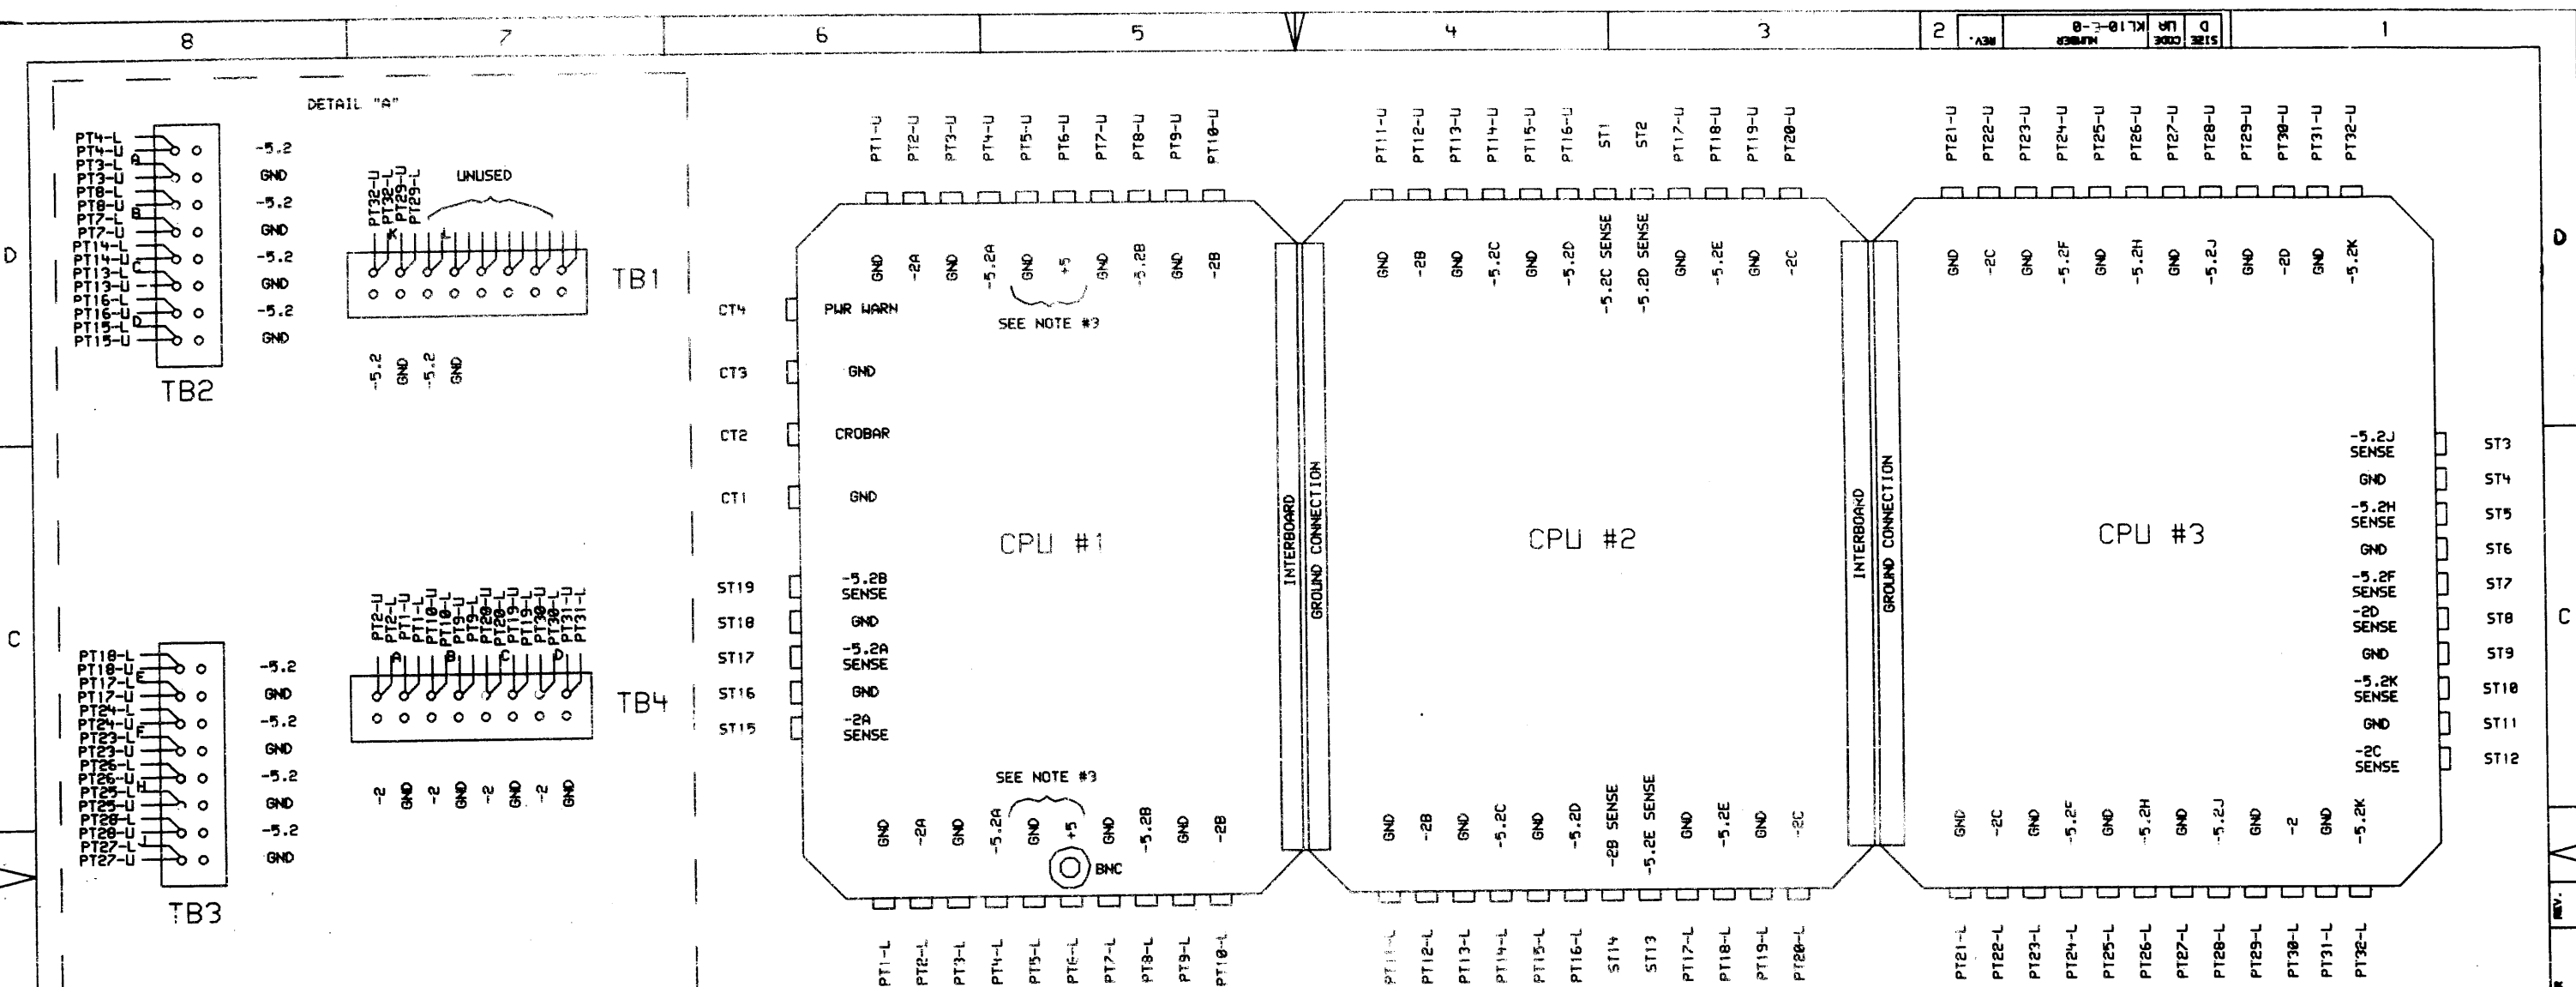 8 7 6 5 4 3 2 1
REV. NUMBER KL10-E-0 CODE UA SIZE D
DETAIL "A"
PT4-L
PT4-U
PT3-L A
PT3-U
PT8-L
PT8-U
PT7-L B
PT7-U
PT14-L
PT14-U
PT13-L C
PT13-U
PT16-L
PT16-U
PT15-L D
PT15-U
-5.2
GND
-5.2
GND
-5.2
GND
-5.2
GND
TB2
PT32-U
PT32-L
PT29-U
PT29-L
K L
UNUSED
TB1
-5.2 GND -5.2 GND
PT18-L
PT18-U
PT17-L E
PT17-U
PT24-L
PT24-U
PT23-L F
PT23-U
PT26-L
PT26-U
PT25-L H
PT25-U
PT28-L
PT28-U
PT27-L J
PT27-U
-5.2
GND
-5.2
GND
-5.2
GND
-5.2
GND
TB3
PT2-U
PT2-L
PT1-U
PT1-L
PT10-U
PT10-L
PT9-U
PT9-L
PT20-U
PT20-L
PT19-U
PT19-L
PT30-U
PT30-L
PT31-U
PT31-L
A B C D
TB4
-2 GND -2 GND -2 GND -2 GND
PT1-U PT2-U PT3-U PT4-U PT5-U PT6-U PT7-U PT8-U PT9-U PT10-U
GND -2A GND -5.2A GND +5 GND -5.2B GND -2B
SEE NOTE #3
CT4 PWR WARN
CT3 GND
CT2 CROBAR
CT1 GND
CPU #1
ST19 -5.2B SENSE
ST18 GND
ST17 -5.2A SENSE
ST16 GND
ST15 -2A SENSE
SEE NOTE #3
GND -2A GND -5.2A GND +5 GND -5.2B GND -2B
BNC
PT1-L PT2-L PT3-L PT4-L PT5-L PT6-L PT7-L PT8-L PT9-L PT10-L
INTERBOARD
GROUND CONNECTION
PT11-U PT12-U PT13-U PT14-U PT15-U PT16-U ST1 ST2 PT17-U PT18-U PT19-U PT20-U
GND -2B GND -5.2C GND -5.2D -5.2C SENSE -5.2D SENSE GND -5.2E GND -2C
CPU #2
GND -2B GND -5.2C GND -5.2D -2B SENSE -5.2E SENSE GND -5.2E GND -2C
PT11-L PT12-L PT13-L PT14-L PT15-L PT16-L ST14 ST13 PT17-L PT18-L PT19-L PT20-L
INTERBOARD
GROUND CONNECTION
PT21-U PT22-U PT23-U PT24-U PT25-U PT26-U PT27-U PT28-U PT29-U PT30-U PT31-U PT32-U
GND -2C GND -5.2F GND -5.2H GND -5.2J GND -2D GND -5.2K
CPU #3
-5.2J SENSE ST3
GND ST4
-5.2H SENSE ST5
GND ST6
-5.2F SENSE ST7
-2D SENSE ST8
GND ST9
-5.2K SENSE ST10
GND ST11
-2C SENSE ST12
GND -2C GND -5.2F GND -5.2H GND -5.2J GND -2 GND -5.2K
PT21-L PT22-L PT23-L PT24-L PT25-L PT26-L PT27-L PT28-L PT29-L PT30-L PT31-L PT32-L
D D
C C
REV.